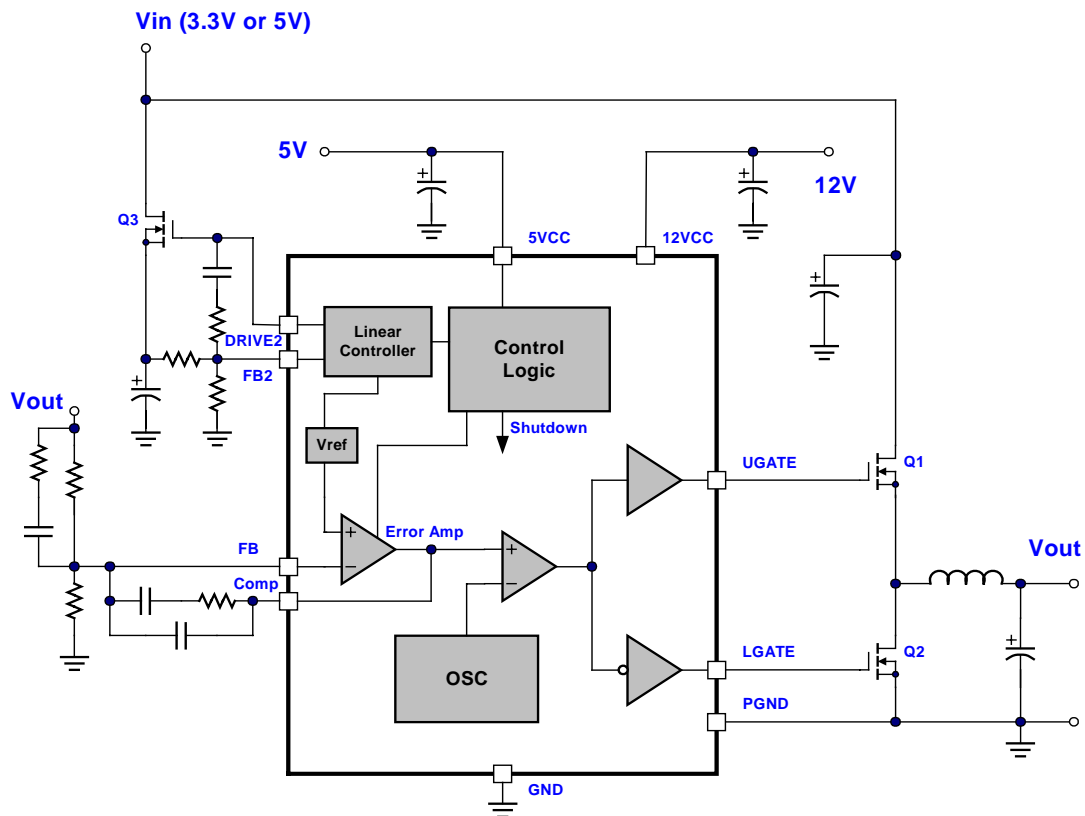 Vin (3.3V or 5V)
5V
12V
Q3
5VCC
12VCC
DRIVE2
FB2
Linear
Controller
Control
Logic
Vout
Shutdown
Vref
UGATE
Q1
+
Error Amp
+
FB
−
Vout
Comp
−
OSC
LGATE
Q2
PGND
GND